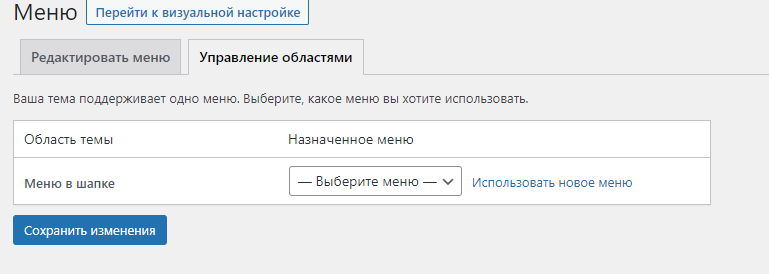 Меню Перейти к визуальной настройке
Редактировать меню Управление областями
Ваша тема поддерживает одно меню. Выберите, какое меню вы хотите использовать.
Область темы Назначенное меню
Меню в шапке — Выберите меню — Использовать новое меню
Сохранить изменения